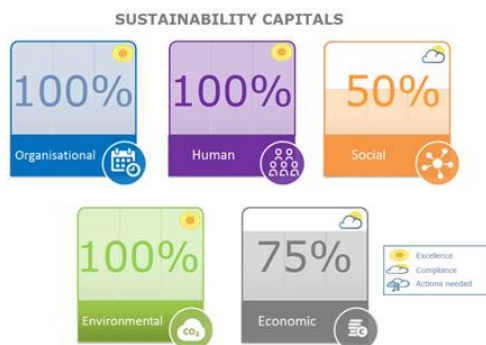 SUSTAINABILITY CAPITALS
100%
Organisational
100%
Human
50%
Social
100%
Environmental
CO₂
75%
Economic
Excellence
Compliance
Actions needed